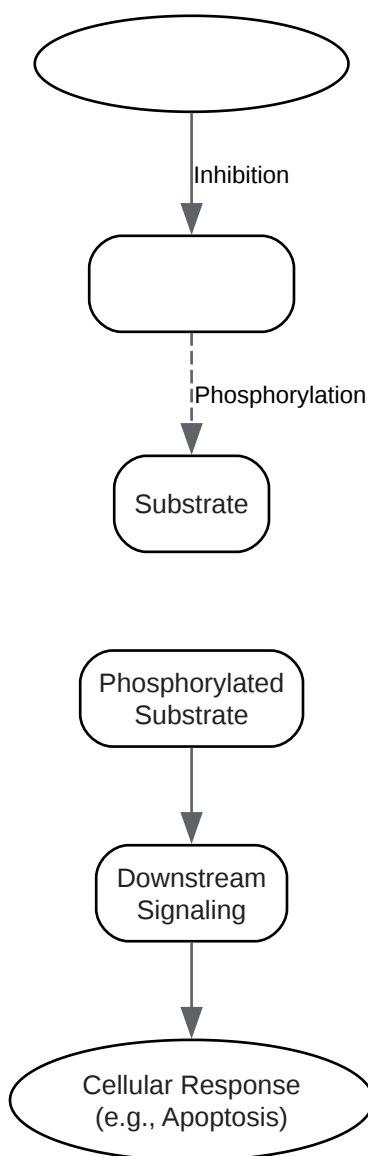 Inhibition
Phosphorylation
Substrate
Phosphorylated
Substrate
Downstream
Signaling
Cellular Response
(e.g., Apoptosis)